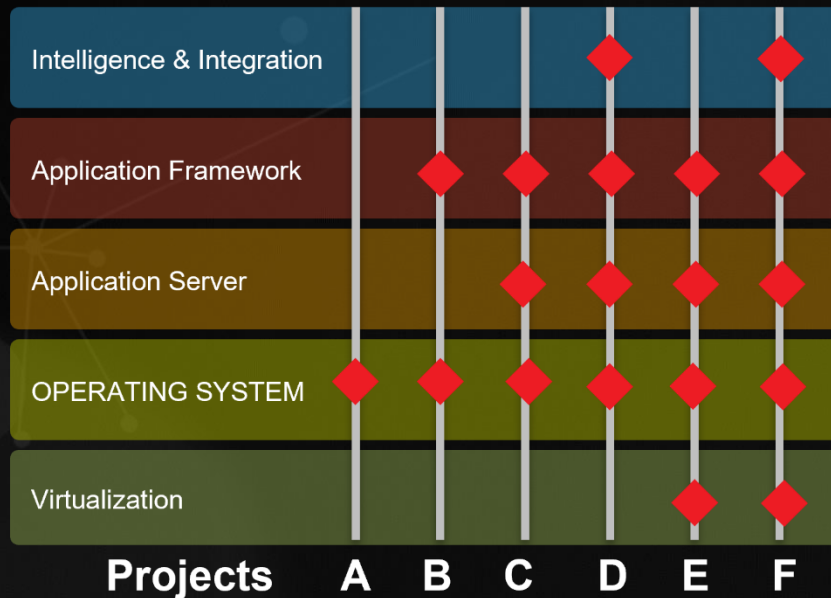 Intelligence & Integration
Application Framework
Application Server
OPERATING SYSTEM
Virtualization
Projects A B C D E F